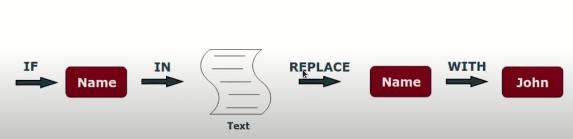 IF
Name
IN
Text
REPLACE
Name
WITH
John